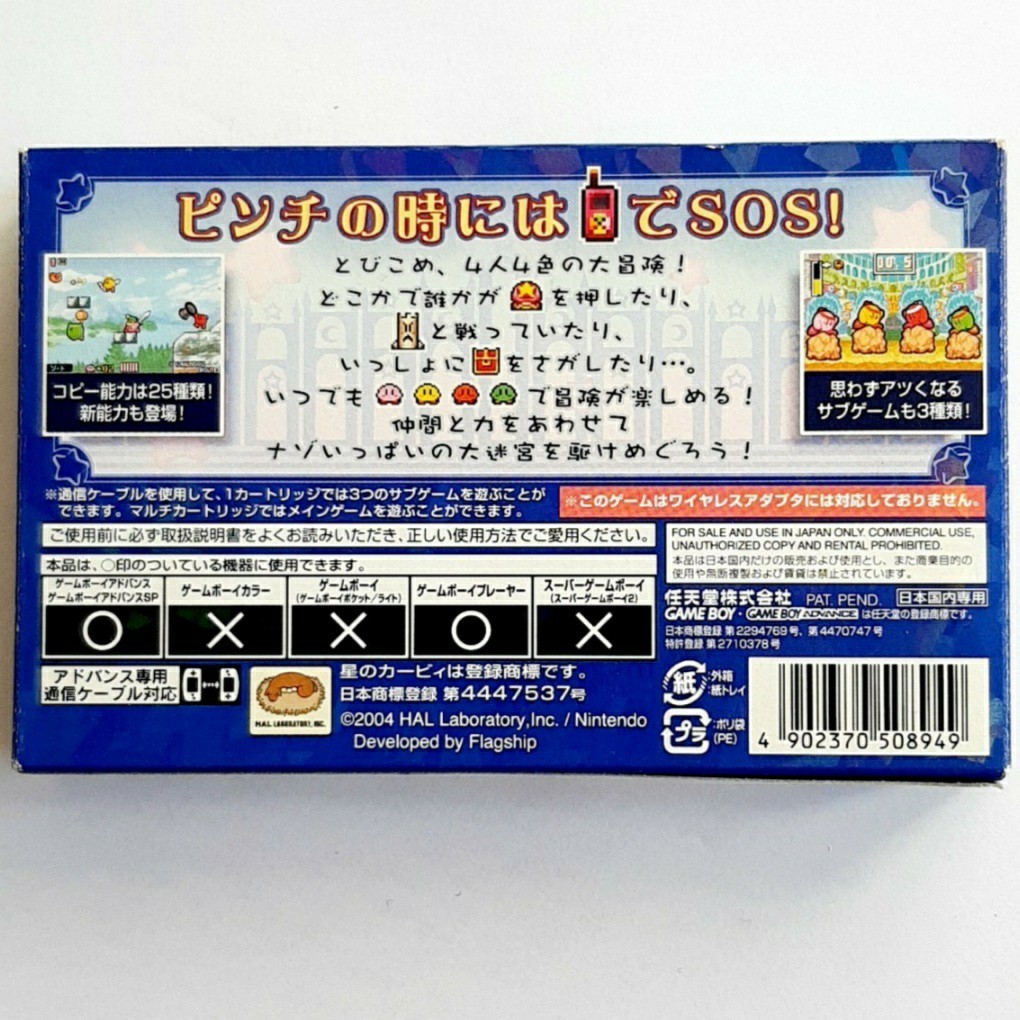 ピンチの時には でSOS!
とびこめ、4人4色の大冒険!
どこかで誰かが を押したり、
と戦っていたり、
いっしょに をさがしたり…。
いつでも で冒険が楽しめる!
仲間と力をあわせて
ナゾいっぱいの大迷宮を駆けめぐろう!
コピー能力は25種類!
新能力も登場!
思わずアツくなる
サブゲームも3種類!
※通信ケーブルを使用して、1カートリッジでは3つのサブゲームを遊ぶことが
できます。マルチカートリッジではメインゲームを遊ぶことができます。
※このゲームはワイヤレスアダプタには対応しておりません。
ご使用前に必ず取扱説明書をよくお読みいただき、正しい使用方法でご愛用ください。
本品は、○印のついている機器に使用できます。
ゲームボーイアドバンス
ゲームボーイアドバンスSP
○
ゲームボーイカラー
×
ゲームボーイ
(ゲームボーイポケット/ライト)
×
ゲームボーイプレーヤー
○
スーパーゲームボーイ
(スーパーゲームボーイ2)
×
FOR SALE AND USE IN JAPAN ONLY. COMMERCIAL USE,
UNAUTHORIZED COPY AND RENTAL PROHIBITED.
本品は日本国内だけの販売および使用とし、また商業目的の
使用や無断複製および賃貸は禁止されています。
任天堂株式会社 PAT. PEND. 日本国内専用
GAME BOY・GAME BOY ADVANCE は任天堂の登録商標です。
日本商標登録 第2294769号、第4470747号
特許登録 第2710378号
アドバンス専用
通信ケーブル対応
HAL LABORATORY, INC.
星のカービィは登録商標です。
日本商標登録 第4447537号
©2004 HAL Laboratory,Inc. / Nintendo
Developed by Flagship
紙 :外箱
:紙トレイ
プラ :ポリ袋
(PE)
4 902370 508949